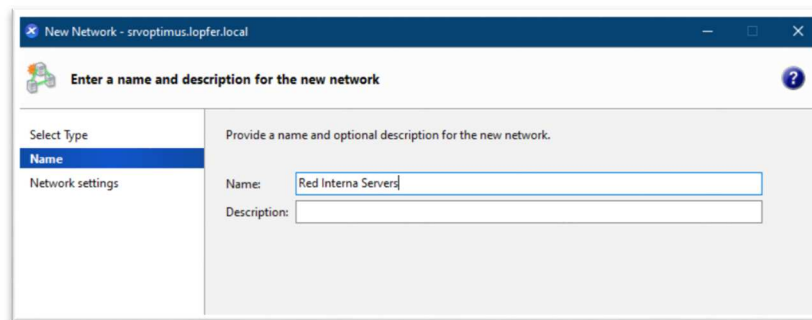 New Network - srvoptimus.lopfer.local
Enter a name and description for the new network
?
Select Type
Name
Network settings
Provide a name and optional description for the new network.
Name: Red Interna Servers
Description: